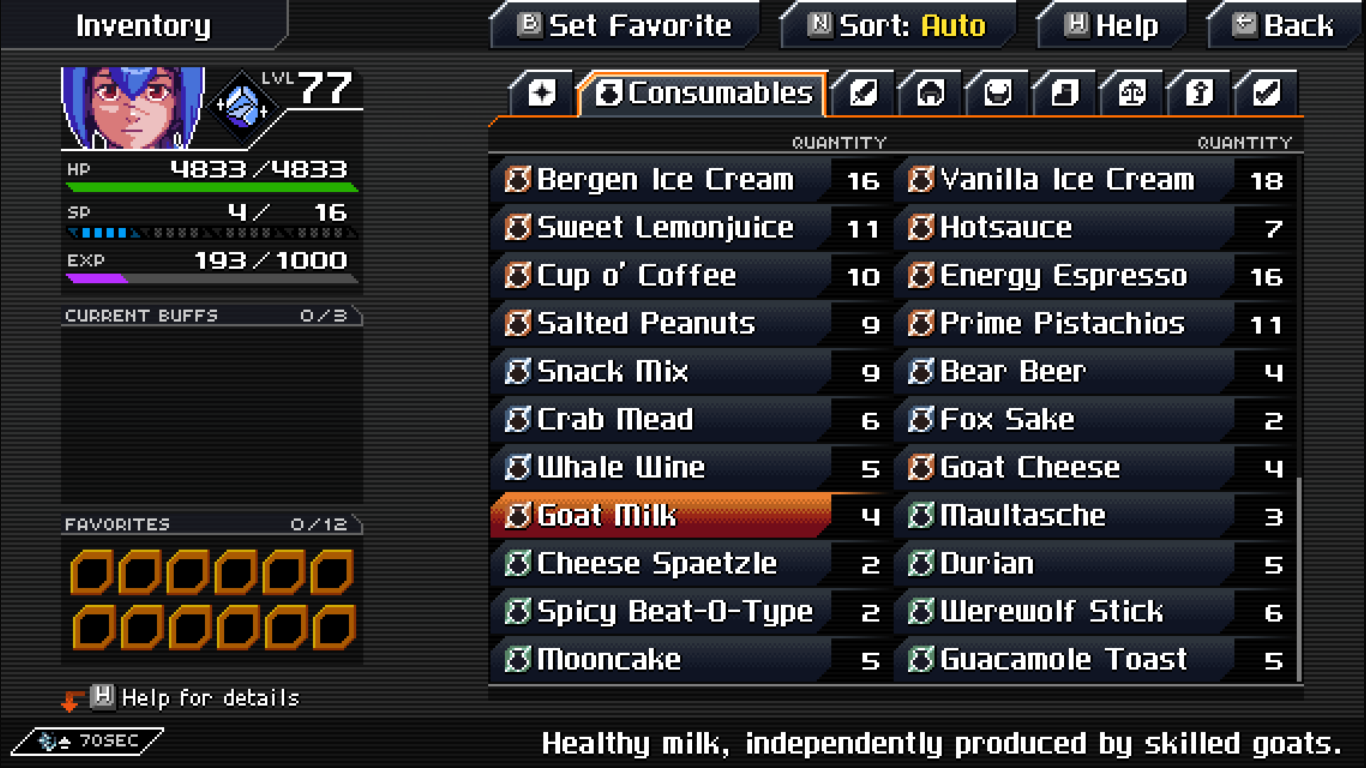 Inventory
B Set Favorite
N Sort: Auto
H Help
← Back
LVL 77
HP 4833/4833
SP 4/ 16
EXP 193/1000
CURRENT BUFFS 0/3
FAVORITES 0/12
H Help for details
70SEC
Consumables
QUANTITY QUANTITY
Bergen Ice Cream 16 Vanilla Ice Cream 18
Sweet Lemonjuice 11 Hotsauce 7
Cup o' Coffee 10 Energy Espresso 16
Salted Peanuts 9 Prime Pistachios 11
Snack Mix 9 Bear Beer 4
Crab Mead 6 Fox Sake 2
Whale Wine 5 Goat Cheese 4
Goat Milk 4 Maultasche 3
Cheese Spaetzle 2 Durian 5
Spicy Beat-O-Type 2 Werewolf Stick 6
Mooncake 5 Guacamole Toast 5
Healthy milk, independently produced by skilled goats.